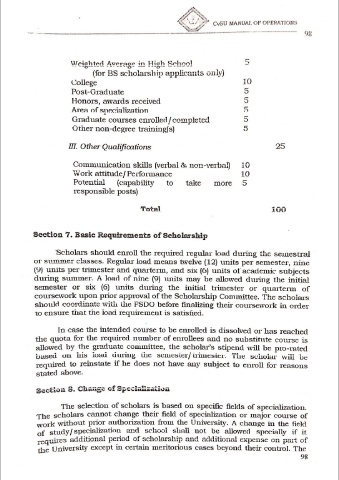 CvSU MANUAL OF OPERATIONS
98
Weighted Average in High School 5
(for BS scholarship applicants only)
College 10
Post-Graduate 5
Honors, awards received 5
Area of specialization 5
Graduate courses enrolled/completed 5
Other non-degree training(s) 5
III. Other Qualifications 25
Communication skills (verbal & non-verbal) 10
Work attitude/Performance 10
Potential (capability to take more 5
responsible posts)
Total 100
Section 7. Basic Requirements of Scholarship
Scholars should enroll the required regular load during the semestral
or summer classes. Regular load means twelve (12) units per semester, nine
(9) units per trimester and quarterm, and six (6) units of academic subjects
during summer. A load of nine (9) units may be allowed during the initial
semester or six (6) units during the initial trimester or quarterm of
coursework upon prior approval of the Scholarship Committee. The scholars
should coordinate with the FSDO before finalizing their coursework in order
to ensure that the load requirement is satisfied.
In case the intended course to be enrolled is dissolved or has reached
the quota for the required number of enrollees and no substitute course is
allowed by the graduate committee, the scholar's stipend will be pro-rated
based on his load during the semester/trimester. The scholar will be
required to reinstate if he does not have any subject to enroll for reasons
stated above.
Section 8. Change of Specialization
The selection of scholars is based on specific fields of specialization.
The scholars cannot change their field of specialization or major course of
work without prior authorization from the University. A change in the field
of study/specialization and school shall not be allowed specially if it
requires additional period of scholarship and additional expense on part of
the University except in certain meritorious cases beyond their control. The
98